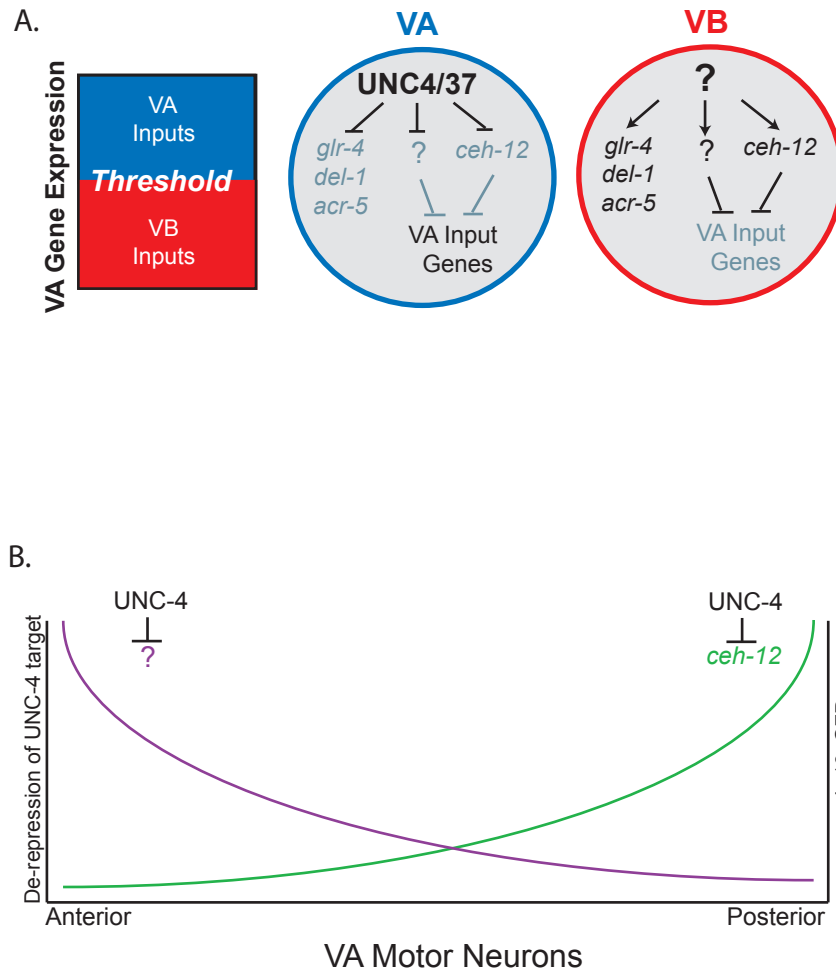 A.
VA Gene Expression
VA
Inputs
Threshold
VB
Inputs
VA
UNC4/37
glr-4 ? ceh-12
del-1
acr-5
VA Input
Genes
VB
?
glr-4 ? ceh-12
del-1
acr-5
VA Input
Genes
B.
De-repression of UNC-4 target
UNC-4
?
UNC-4
ceh-12
Anterior
Posterior
VA Motor Neurons